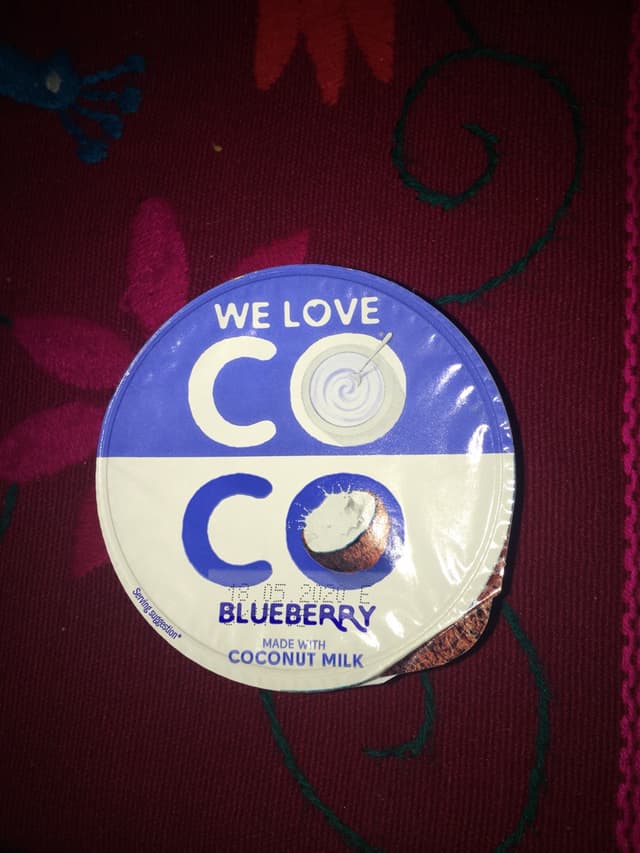 WE LOVE
CO
CO
18.05.2020 E
BLUEBERRY
MADE WITH
COCONUT MILK
Serving suggestion*